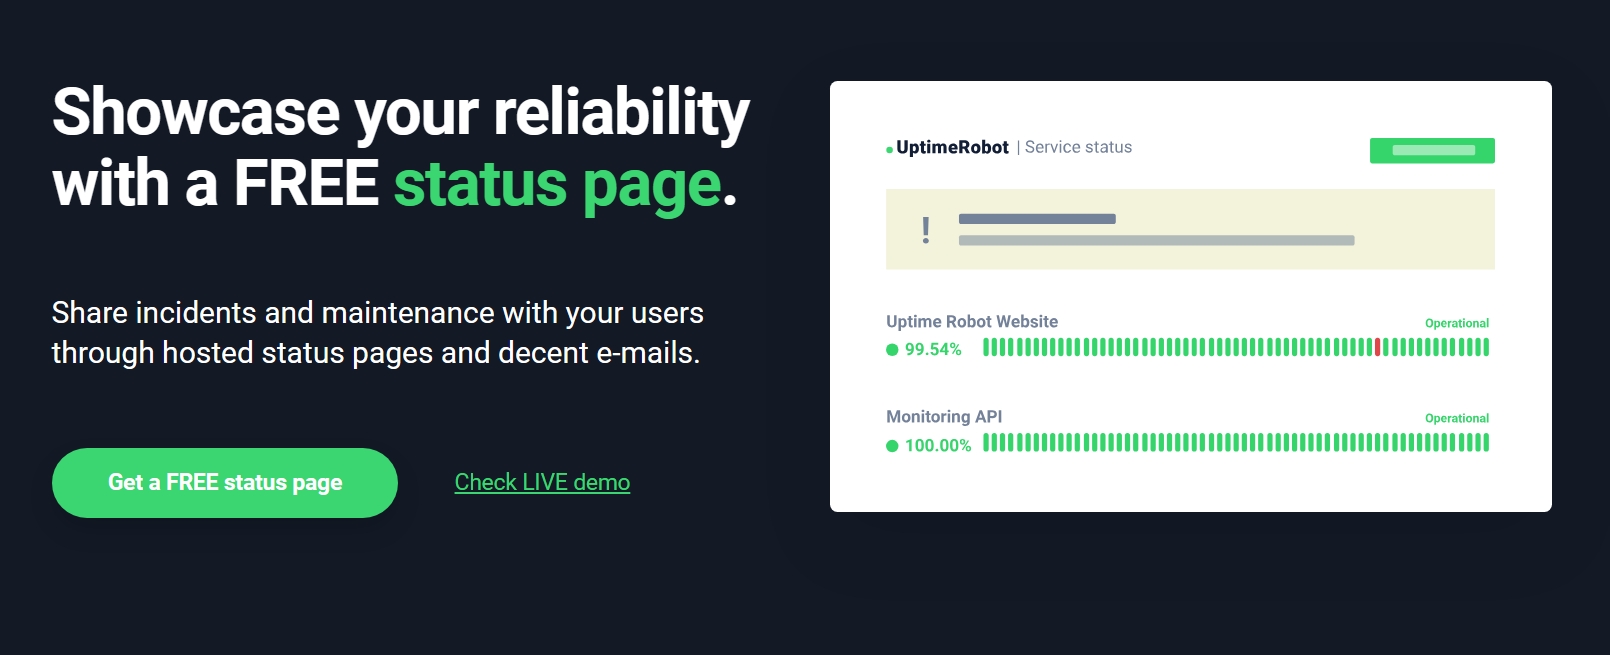 Showcase your reliability
with a FREE status page.
Share incidents and maintenance with your users
through hosted status pages and decent e-mails.
Get a FREE status page
Check LIVE demo
UptimeRobot | Service status
!
Uptime Robot Website
Operational
99.54%
Monitoring API
Operational
100.00%